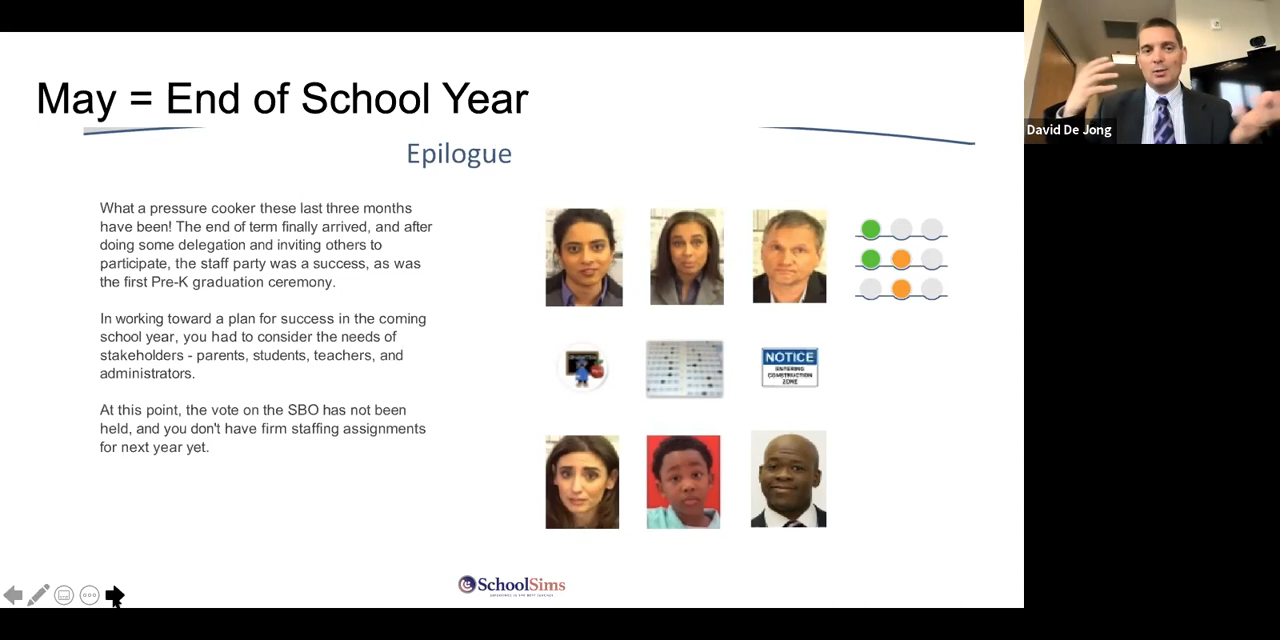 May = End of School Year
Epilogue
What a pressure cooker these last three months
have been! The end of term finally arrived, and after
doing some delegation and inviting others to
participate, the staff party was a success, as was
the first Pre-K graduation ceremony.
In working toward a plan for success in the coming
school year, you had to consider the needs of
stakeholders - parents, students, teachers, and
administrators.
At this point, the vote on the SBO has not been
held, and you don't have firm staffing assignments
for next year yet.
NOTICE
ENTERING
CONSTRUCTION
ZONE
SchoolSims
David De Jong